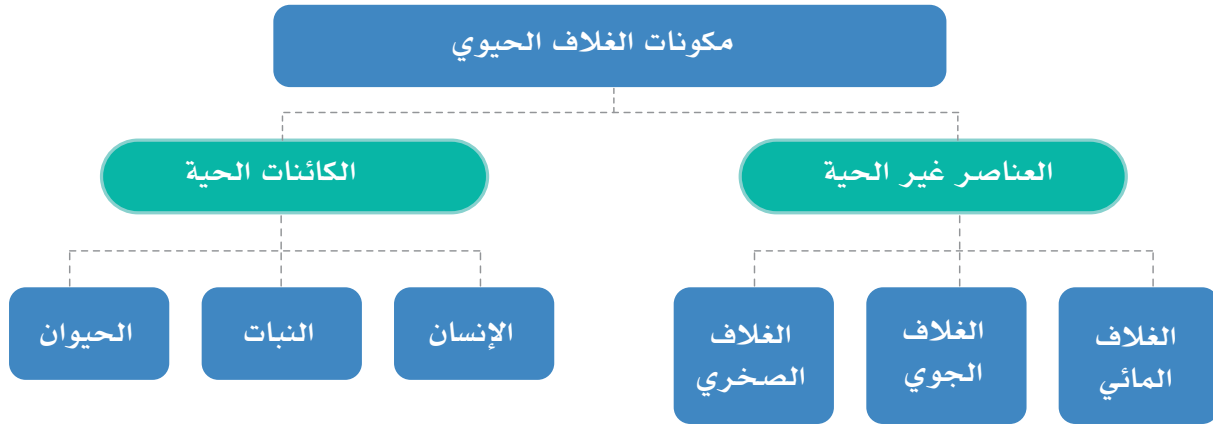 مكونات الغلاف الحيوي
العناصر غير الحية
الكائنات الحية
الغلاف
المائي
الغلاف
الجوي
الغلاف
الصخري
الإنسان
النبات
الحيوان